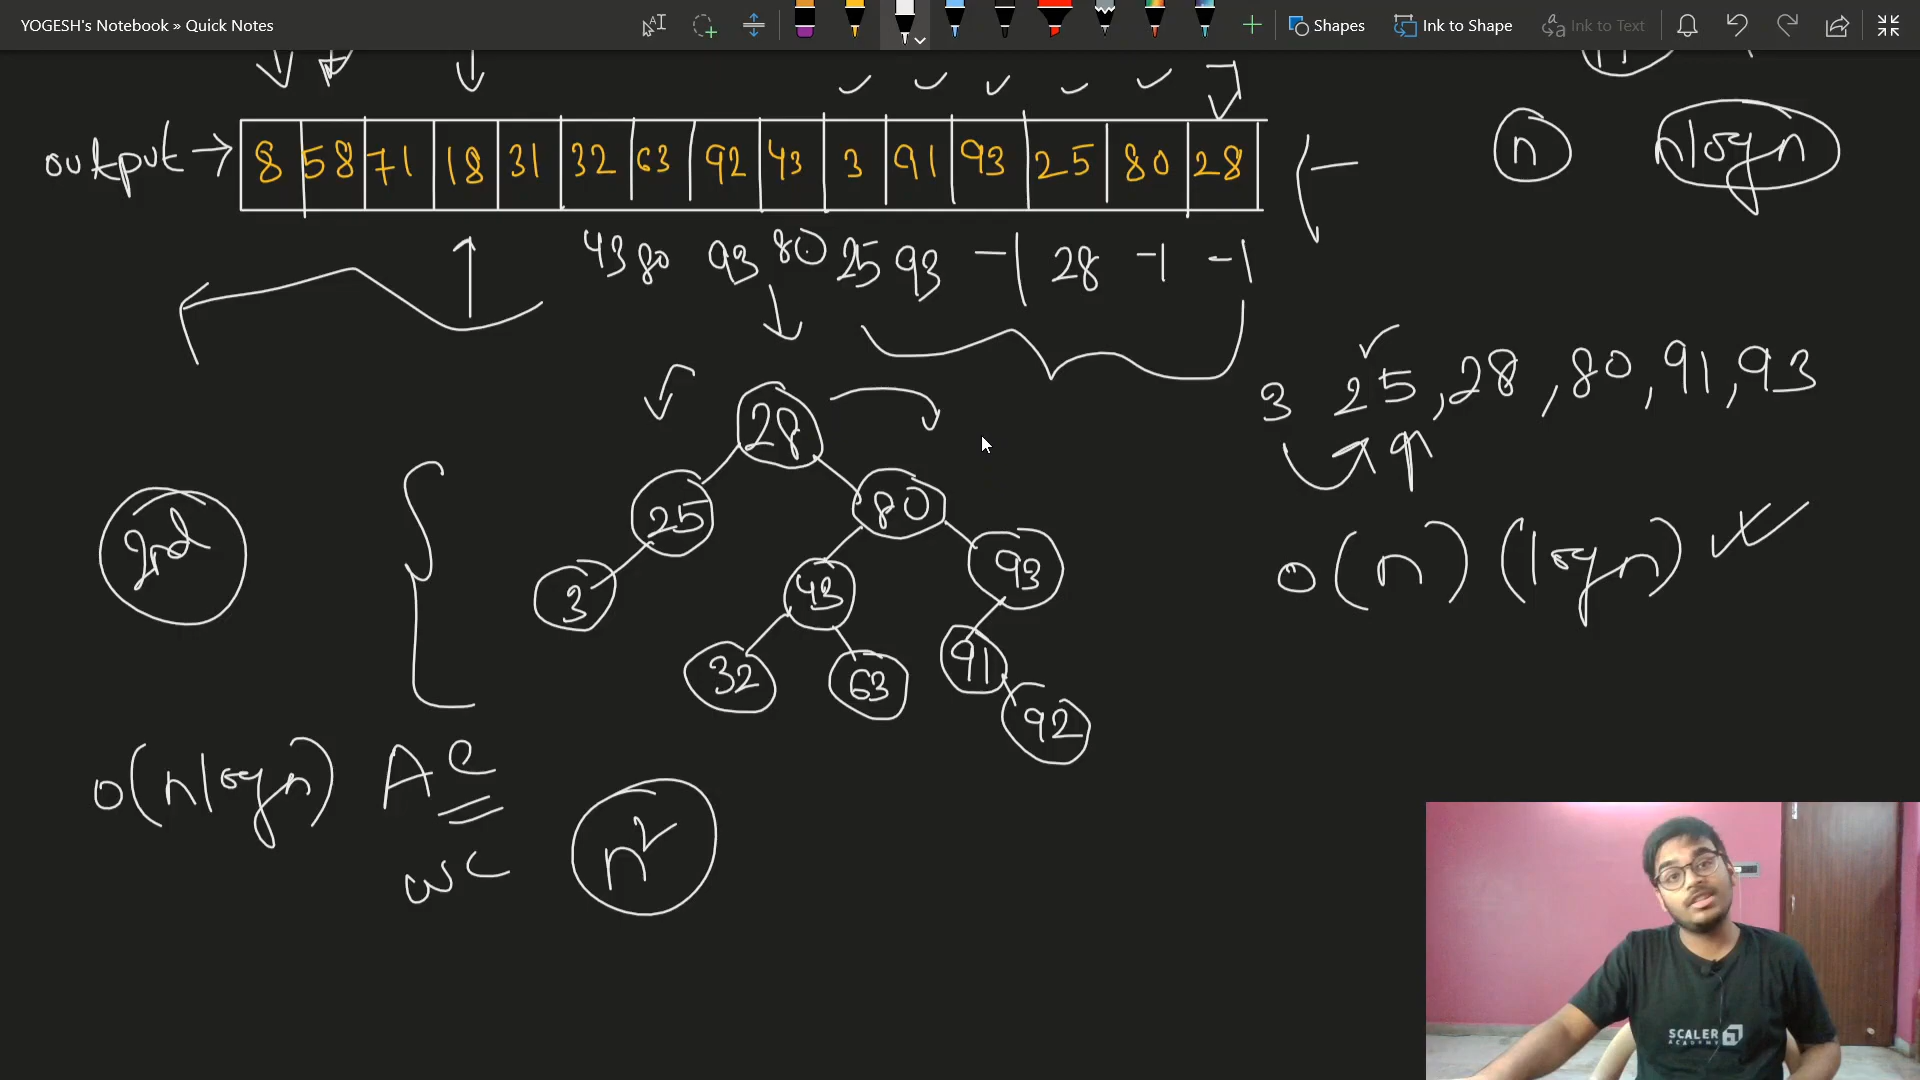 YOGESH's Notebook » Quick Notes
Shapes
Ink to Shape
Ink to Text
n nlogn
output → 8 58 71 18 31 32 63 92 43 3 91 93 25 80 28
43 80 93 80 25 93 -1 28 -1 -1
3 25, 28, 80, 91, 93
28
25 80
3 43 93
32 63 91
92
2nd
O(n) (logn)
O(nlogn) AC
WC n²
SCALER
ACADEMY